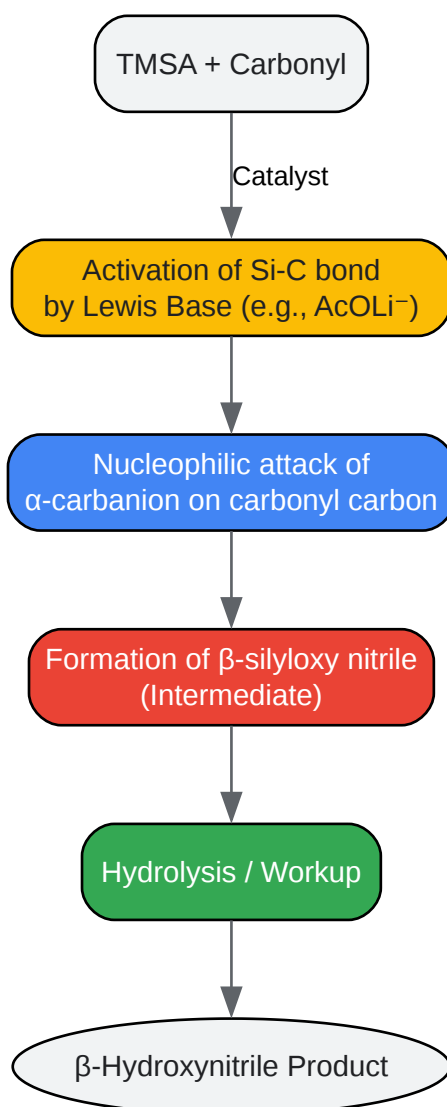 TMSA + Carbonyl
Catalyst
Activation of Si-C bond
by Lewis Base (e.g., AcOLi⁻)
Nucleophilic attack of
α-carbanion on carbonyl carbon
Formation of β-silyloxy nitrile
(Intermediate)
Hydrolysis / Workup
β-Hydroxynitrile Product